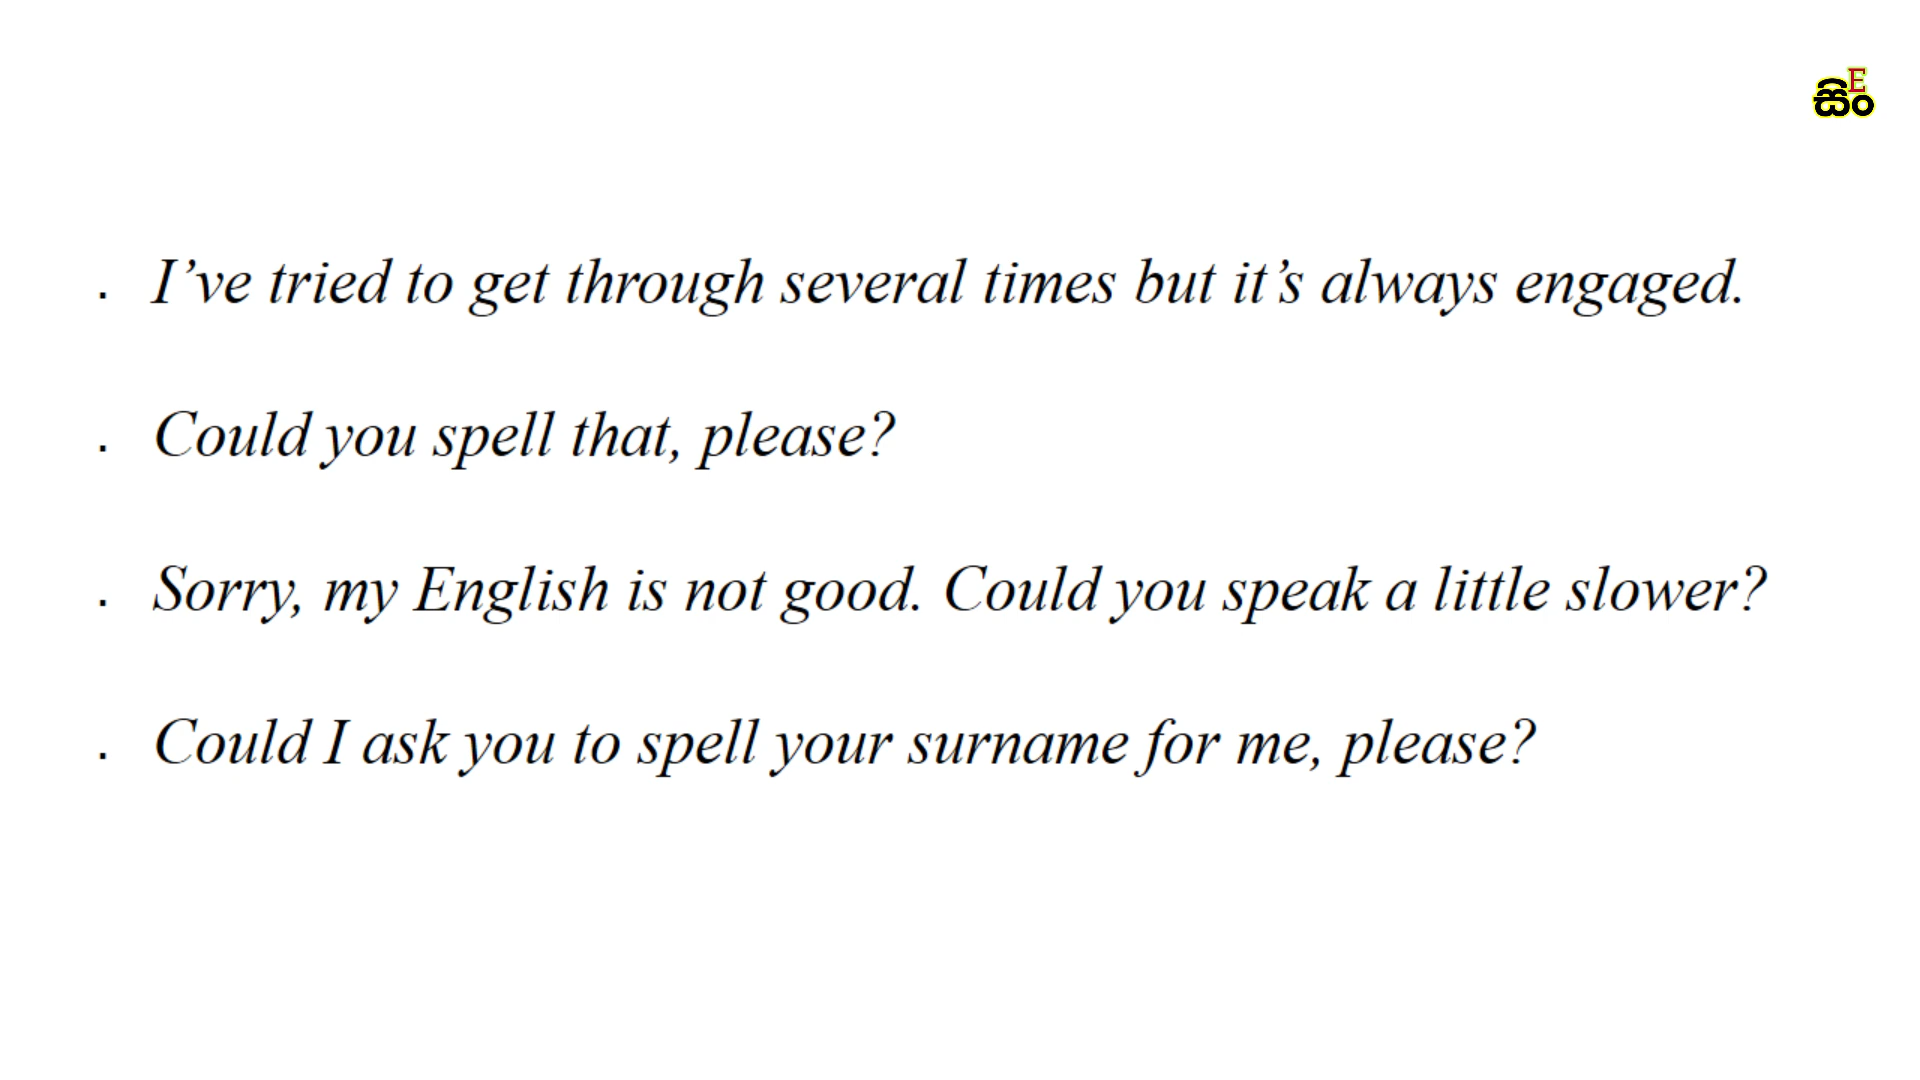 E
සිං
. I’ve tried to get through several times but it’s always engaged.
. Could you spell that, please?
. Sorry, my English is not good. Could you speak a little slower?
. Could I ask you to spell your surname for me, please?
.